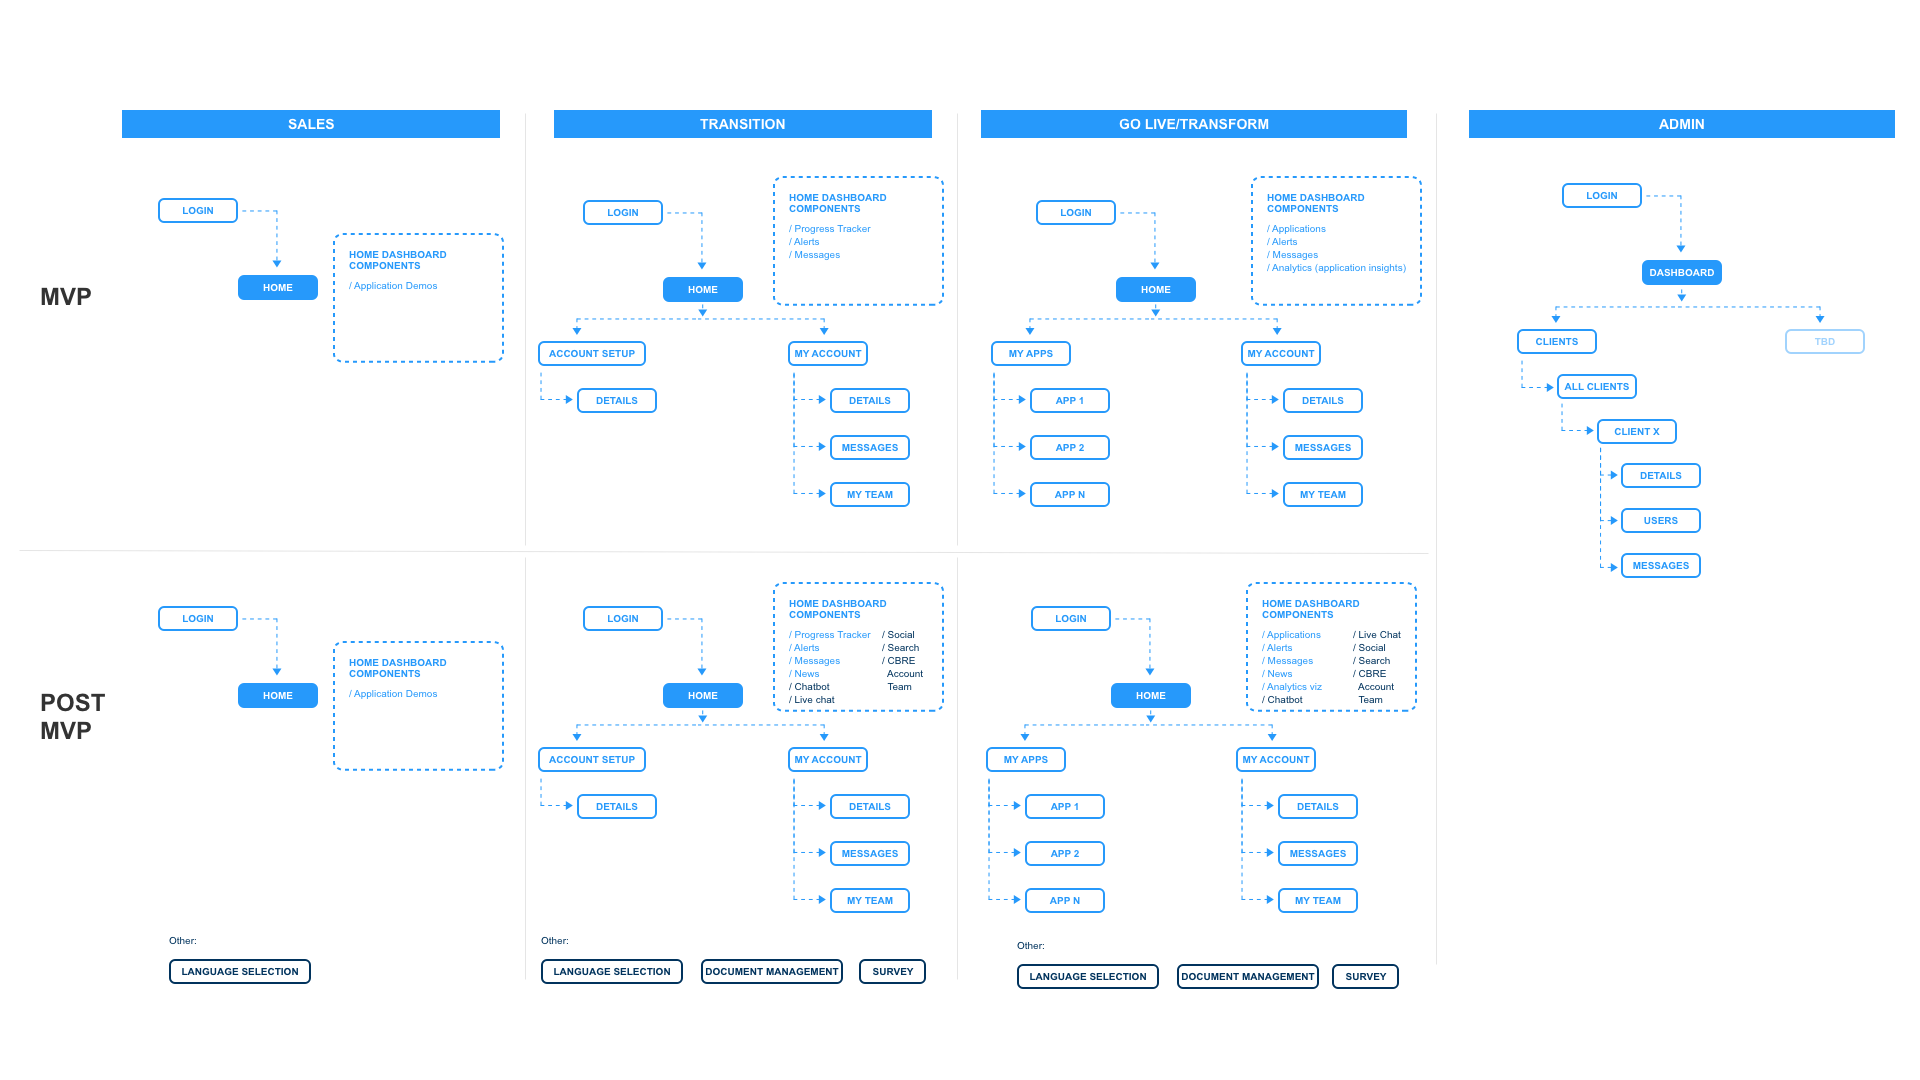 SALES
TRANSITION
GO LIVE/TRANSFORM
ADMIN
MVP
LOGIN
HOME
HOME DASHBOARD
COMPONENTS
/ Application Demos
LOGIN
HOME
HOME DASHBOARD
COMPONENTS
/ Progress Tracker
/ Alerts
/ Messages
ACCOUNT SETUP
DETAILS
MY ACCOUNT
DETAILS
MESSAGES
MY TEAM
LOGIN
HOME
HOME DASHBOARD
COMPONENTS
/ Applications
/ Alerts
/ Messages
/ Analytics (application insights)
MY APPS
APP 1
APP 2
APP N
MY ACCOUNT
DETAILS
MESSAGES
MY TEAM
LOGIN
DASHBOARD
CLIENTS
TBD
ALL CLIENTS
CLIENT X
DETAILS
USERS
MESSAGES
POST
MVP
LOGIN
HOME
HOME DASHBOARD
COMPONENTS
/ Application Demos
Other:
LANGUAGE SELECTION
LOGIN
HOME
HOME DASHBOARD
COMPONENTS
/ Progress Tracker
/ Alerts
/ Messages
/ News
/ Chatbot
/ Live chat
/ Social
/ Search
/ CBRE
Account
Team
ACCOUNT SETUP
DETAILS
MY ACCOUNT
DETAILS
MESSAGES
MY TEAM
Other:
LANGUAGE SELECTION
DOCUMENT MANAGEMENT
SURVEY
LOGIN
HOME
HOME DASHBOARD
COMPONENTS
/ Applications
/ Alerts
/ Messages
/ News
/ Analytics viz
/ Chatbot
/ Live Chat
/ Social
/ Search
/ CBRE
Account
Team
MY APPS
APP 1
APP 2
APP N
MY ACCOUNT
DETAILS
MESSAGES
MY TEAM
Other:
LANGUAGE SELECTION
DOCUMENT MANAGEMENT
SURVEY